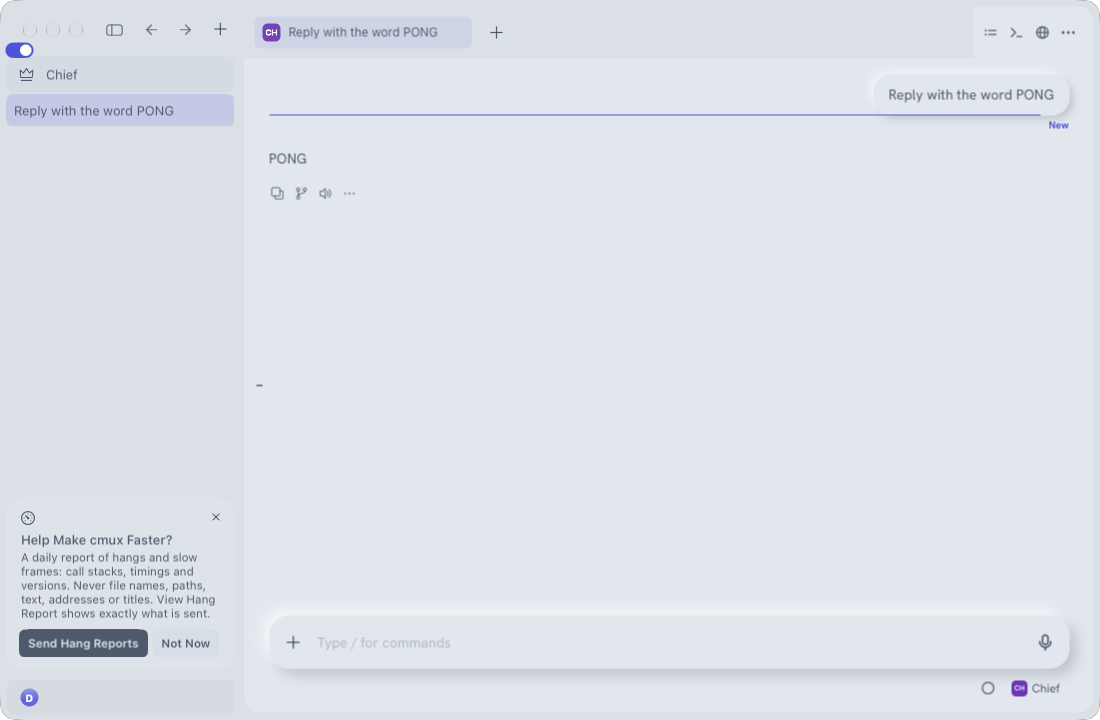 CH Reply with the word PONG
Chief
Reply with the word PONG
Reply with the word PONG
New
PONG
Help Make cmux Faster?
A daily report of hangs and slow
frames: call stacks, timings and
versions. Never file names, paths,
text, addresses or titles. View Hang
Report shows exactly what is sent.
Send Hang Reports Not Now
Type / for commands
D
CH Chief